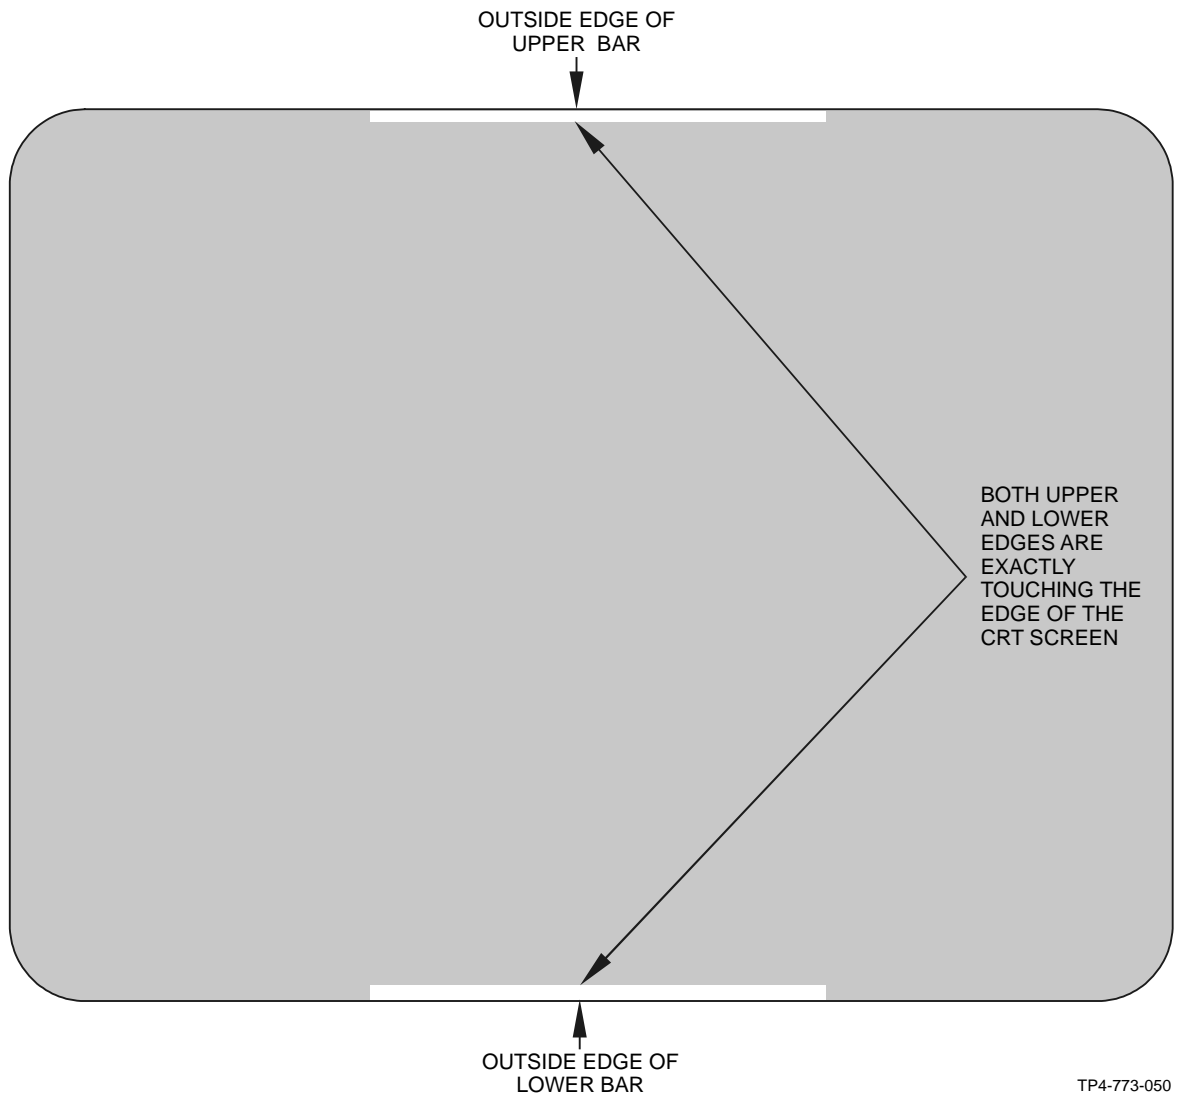 OUTSIDE EDGE OF
UPPER BAR
BOTH UPPER
AND LOWER
EDGES ARE
EXACTLY
TOUCHING THE
EDGE OF THE
CRT SCREEN
OUTSIDE EDGE OF
LOWER BAR
TP4-773-050